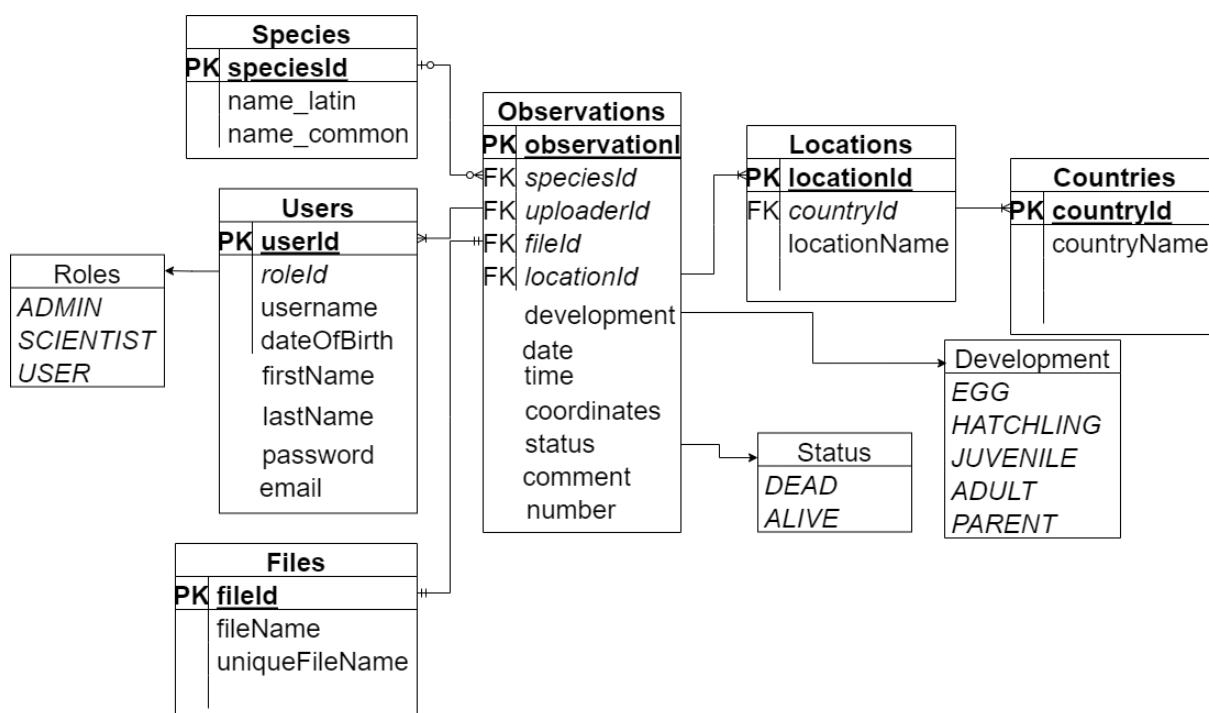 Species
PK speciesId
name_latin
name_common
Users
PK userId
roleId
username
dateOfBirth
firstName
lastName
password
email
Roles
ADMIN
SCIENTIST
USER
Files
PK fileId
fileName
uniqueFileName
Observations
PK observationI
FK speciesId
FK uploaderId
FK fileId
FK locationId
development
date
time
coordinates
status
comment
number
Locations
PK locationId
FK countryId
locationName
Countries
PK countryId
countryName
Status
DEAD
ALIVE
Development
EGG
HATCHLING
JUVENILE
ADULT
PARENT